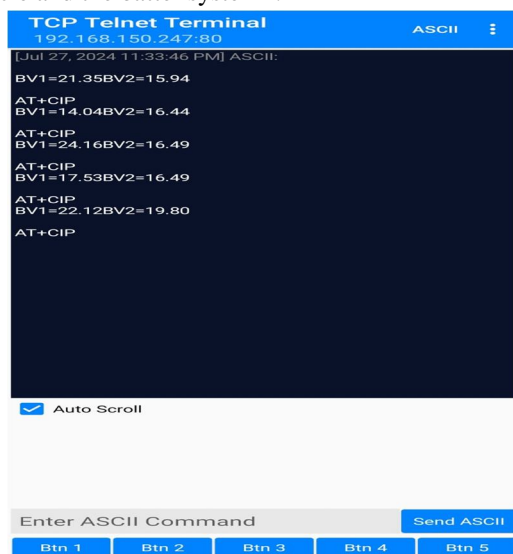 TCP Telnet Terminal
192.168.150.247:80
ASCII
[Jul 27, 2024 11:33:46 PM] ASCII:
BV1=21.35BV2=15.94
AT+CIP
BV1=14.04BV2=16.44
AT+CIP
BV1=24.16BV2=16.49
AT+CIP
BV1=17.53BV2=16.49
AT+CIP
BV1=22.12BV2=19.80
AT+CIP
Auto Scroll
Enter ASCII Command
Send ASCII
Btn 1
Btn 2
Btn 3
Btn 4
Btn 5